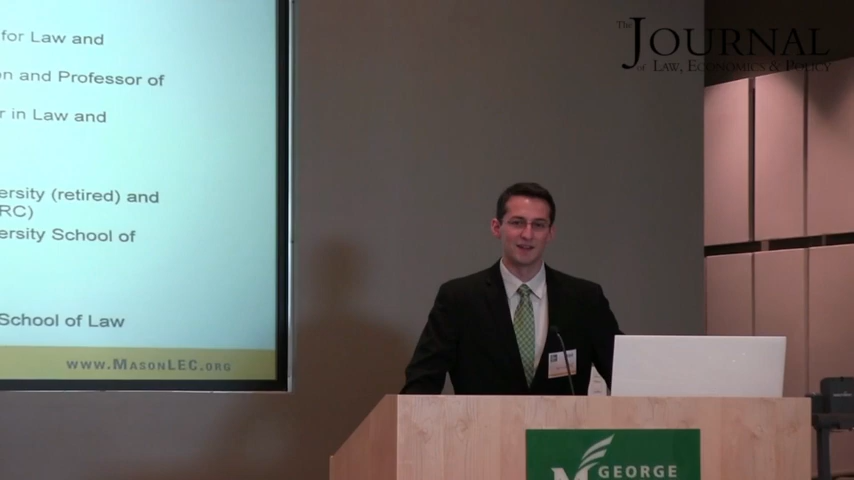 for Law and
on and Professor of
r in Law and
ersity (retired) and
RC)
ersity School of
School of Law
www.MasonLEC.org
The
Journal
of Law, Economics & Policy
GEORGE